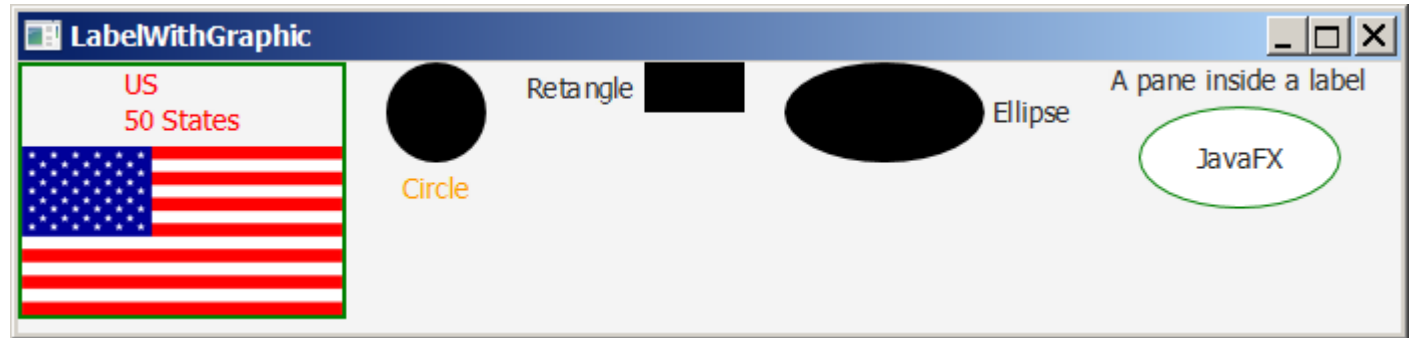 LabelWithGraphic
US
50 States
Circle
Retangle
Ellipse
A pane inside a label
JavaFX